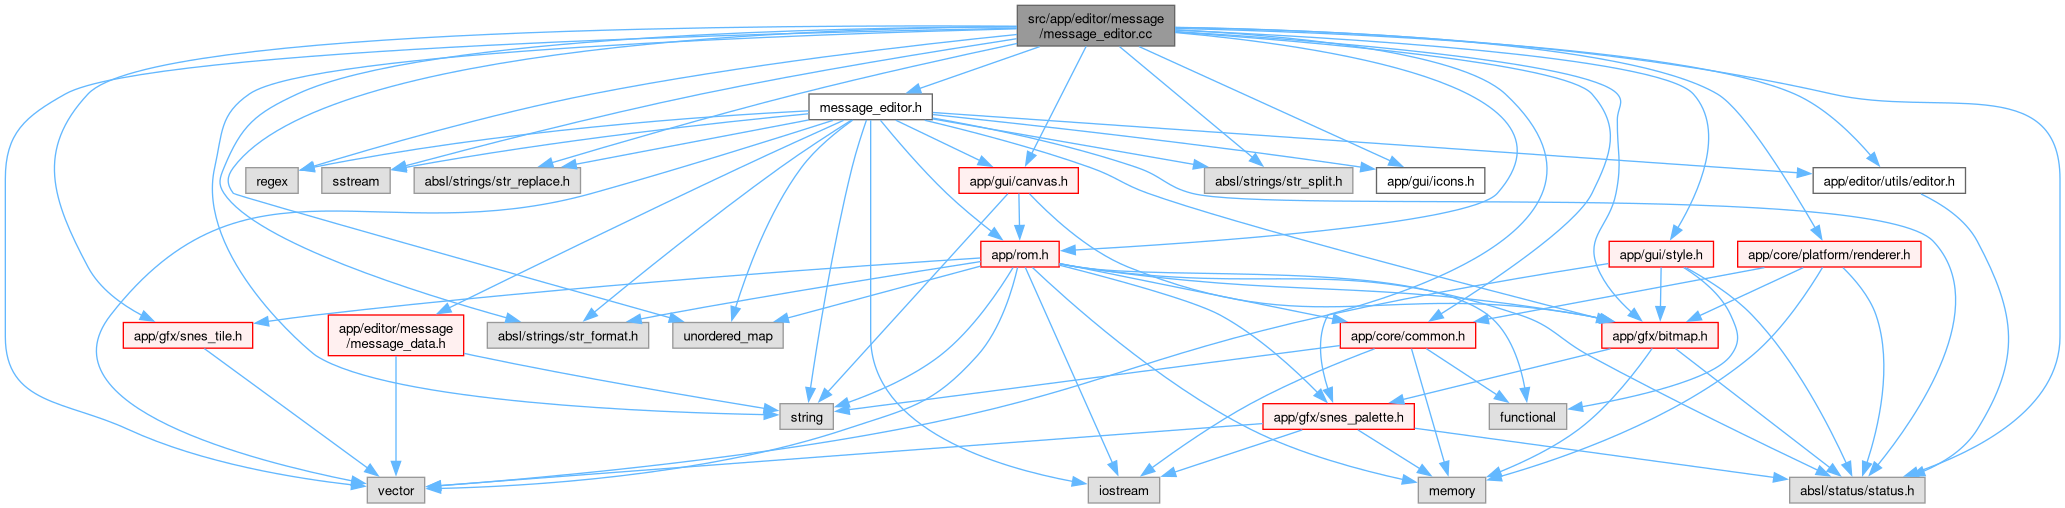 src/app/editor/message
/message_editor.cc
message_editor.h
regex
sstream
absl/strings/str_replace.h
app/gui/canvas.h
absl/strings/str_split.h
app/gui/icons.h
app/editor/utils/editor.h
app/rom.h
app/gui/style.h
app/core/platform/renderer.h
app/gfx/snes_tile.h
app/editor/message
/message_data.h
absl/strings/str_format.h
unordered_map
app/core/common.h
app/gfx/bitmap.h
string
app/gfx/snes_palette.h
functional
vector
iostream
memory
absl/status/status.h